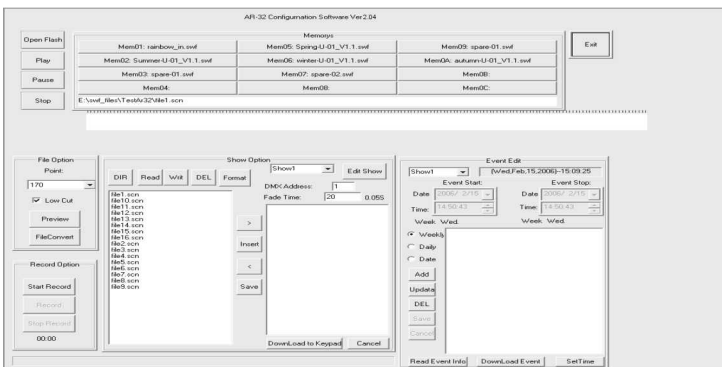 AR-32 Configurnation Software Ver2.04
Memorys
Open Flash
Play
Pause
Stop
Mem01: rainbow_in.swf
Mem05: Spring-U-01_V1.1.swf
Mem09: spare-01.swf
Mem02: Summer-U-01_V1.1.swf
Mem06: winter-U-01_V1.1.swf
Mem0A: autumn-U-01_V1.1.swf
Mem03: spare-01.swf
Mem07: spare-02.swf
Mem0B:
Mem04:
Mem08:
Mem0C:
Exit
File Option
Point:
170
Low Cut
Preview
FileConvert
Record Option
Start Record
Record
Stop Record
00:00
Show Option
DIR Read Writ DEL Format
Show1
Edit Show
DMX Address: 1
Fade Time: 20 0.055
file1.scn
file10.scn
file11.scn
file12.scn
file13.scn
file14.scn
file15.scn
file16.scn
file2.scn
file3.scn
file4.scn
file5.scn
file6.scn
file7.scn
file8.scn
file9.scn
>
Insert
<
Save
DownLoad to Keypad
Cancel
Event Edit
Show1
(Wed,Feb,15,2006)--15:09:25
Event Start:
Event Stop:
Date 2006/ 2/15
Date 2006/ 2/15
Time: 14:50:43
Time: 14:50:43
Week Wed.
Week Wed.
Weekly
Daily
Date
Add
Updata
DEL
Save
Cancel
Read Event Info
DownLoad Event
SetTime